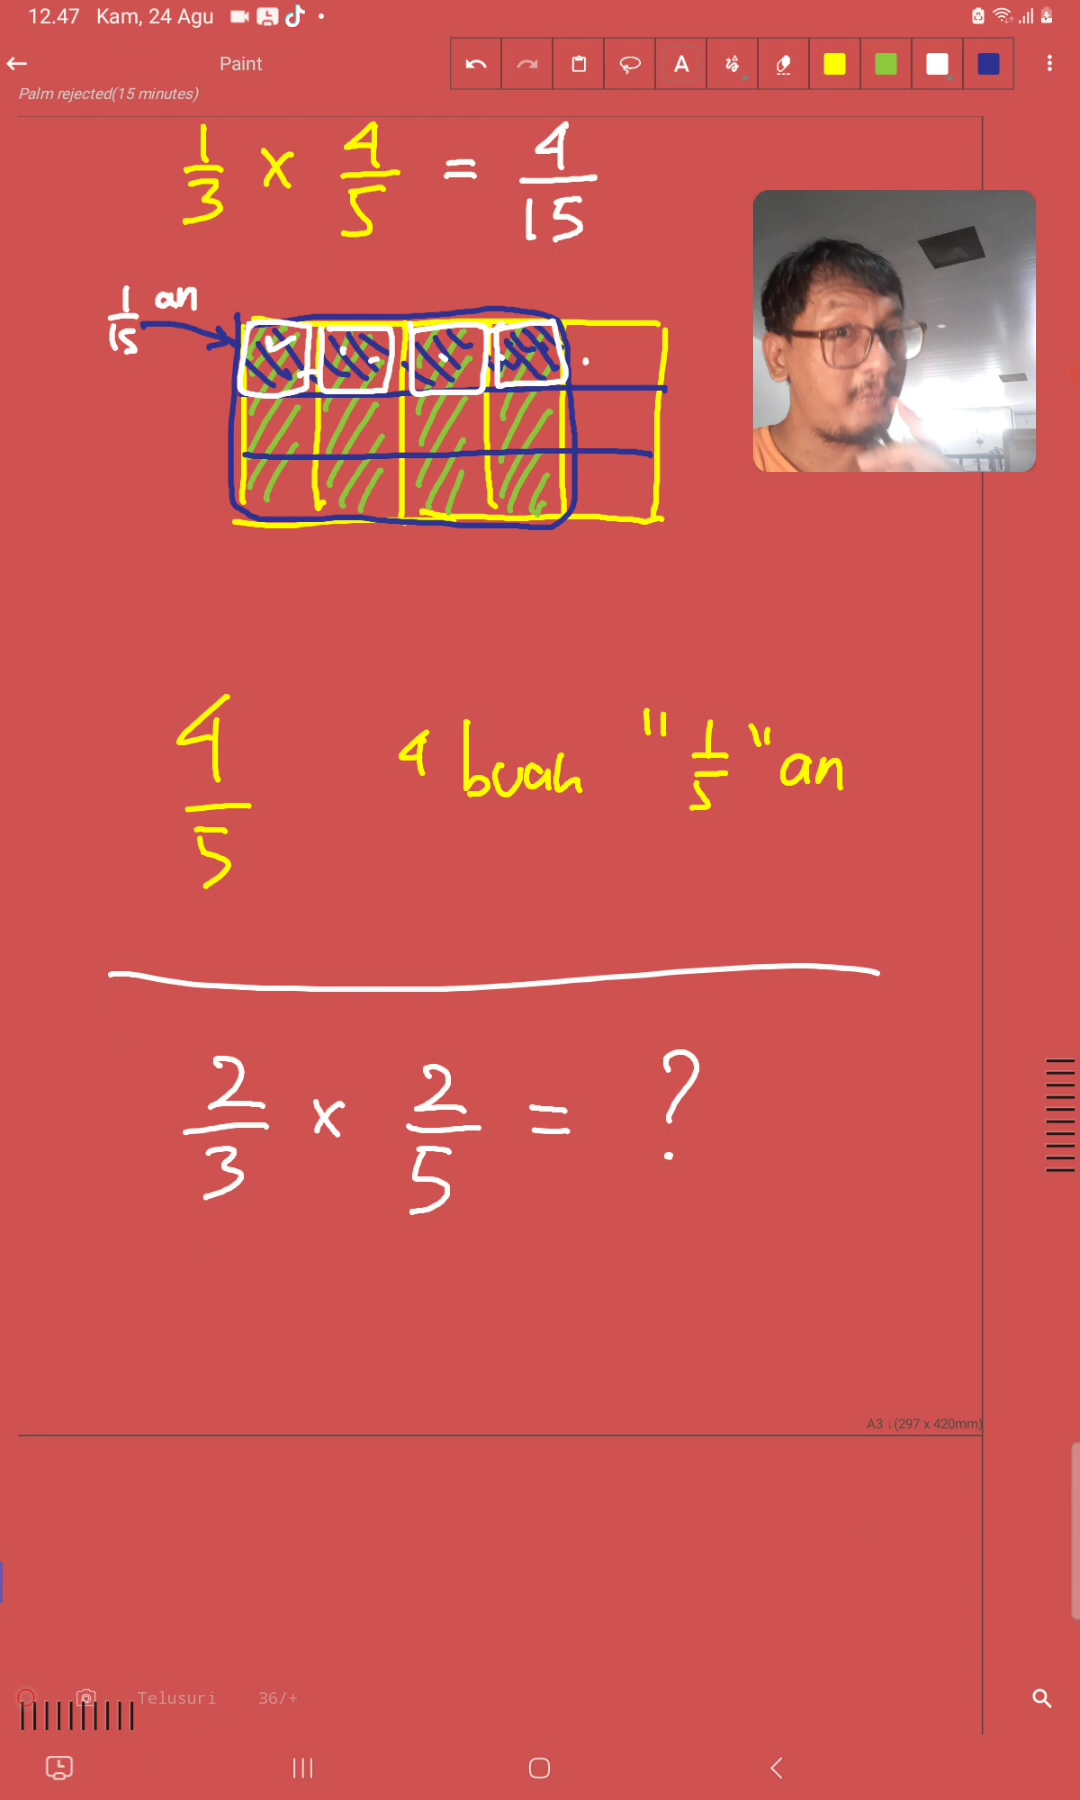 12.47 Kam, 24 Agu
Paint
A
Palm rejected(15 minutes)
1/3 x 4/5 = 4/15
1/15 an
4/5 4 buah "1/5" an
2/3 x 2/5 = ?
A3 ↓(297 x 420mm)
Telusuri 36/+